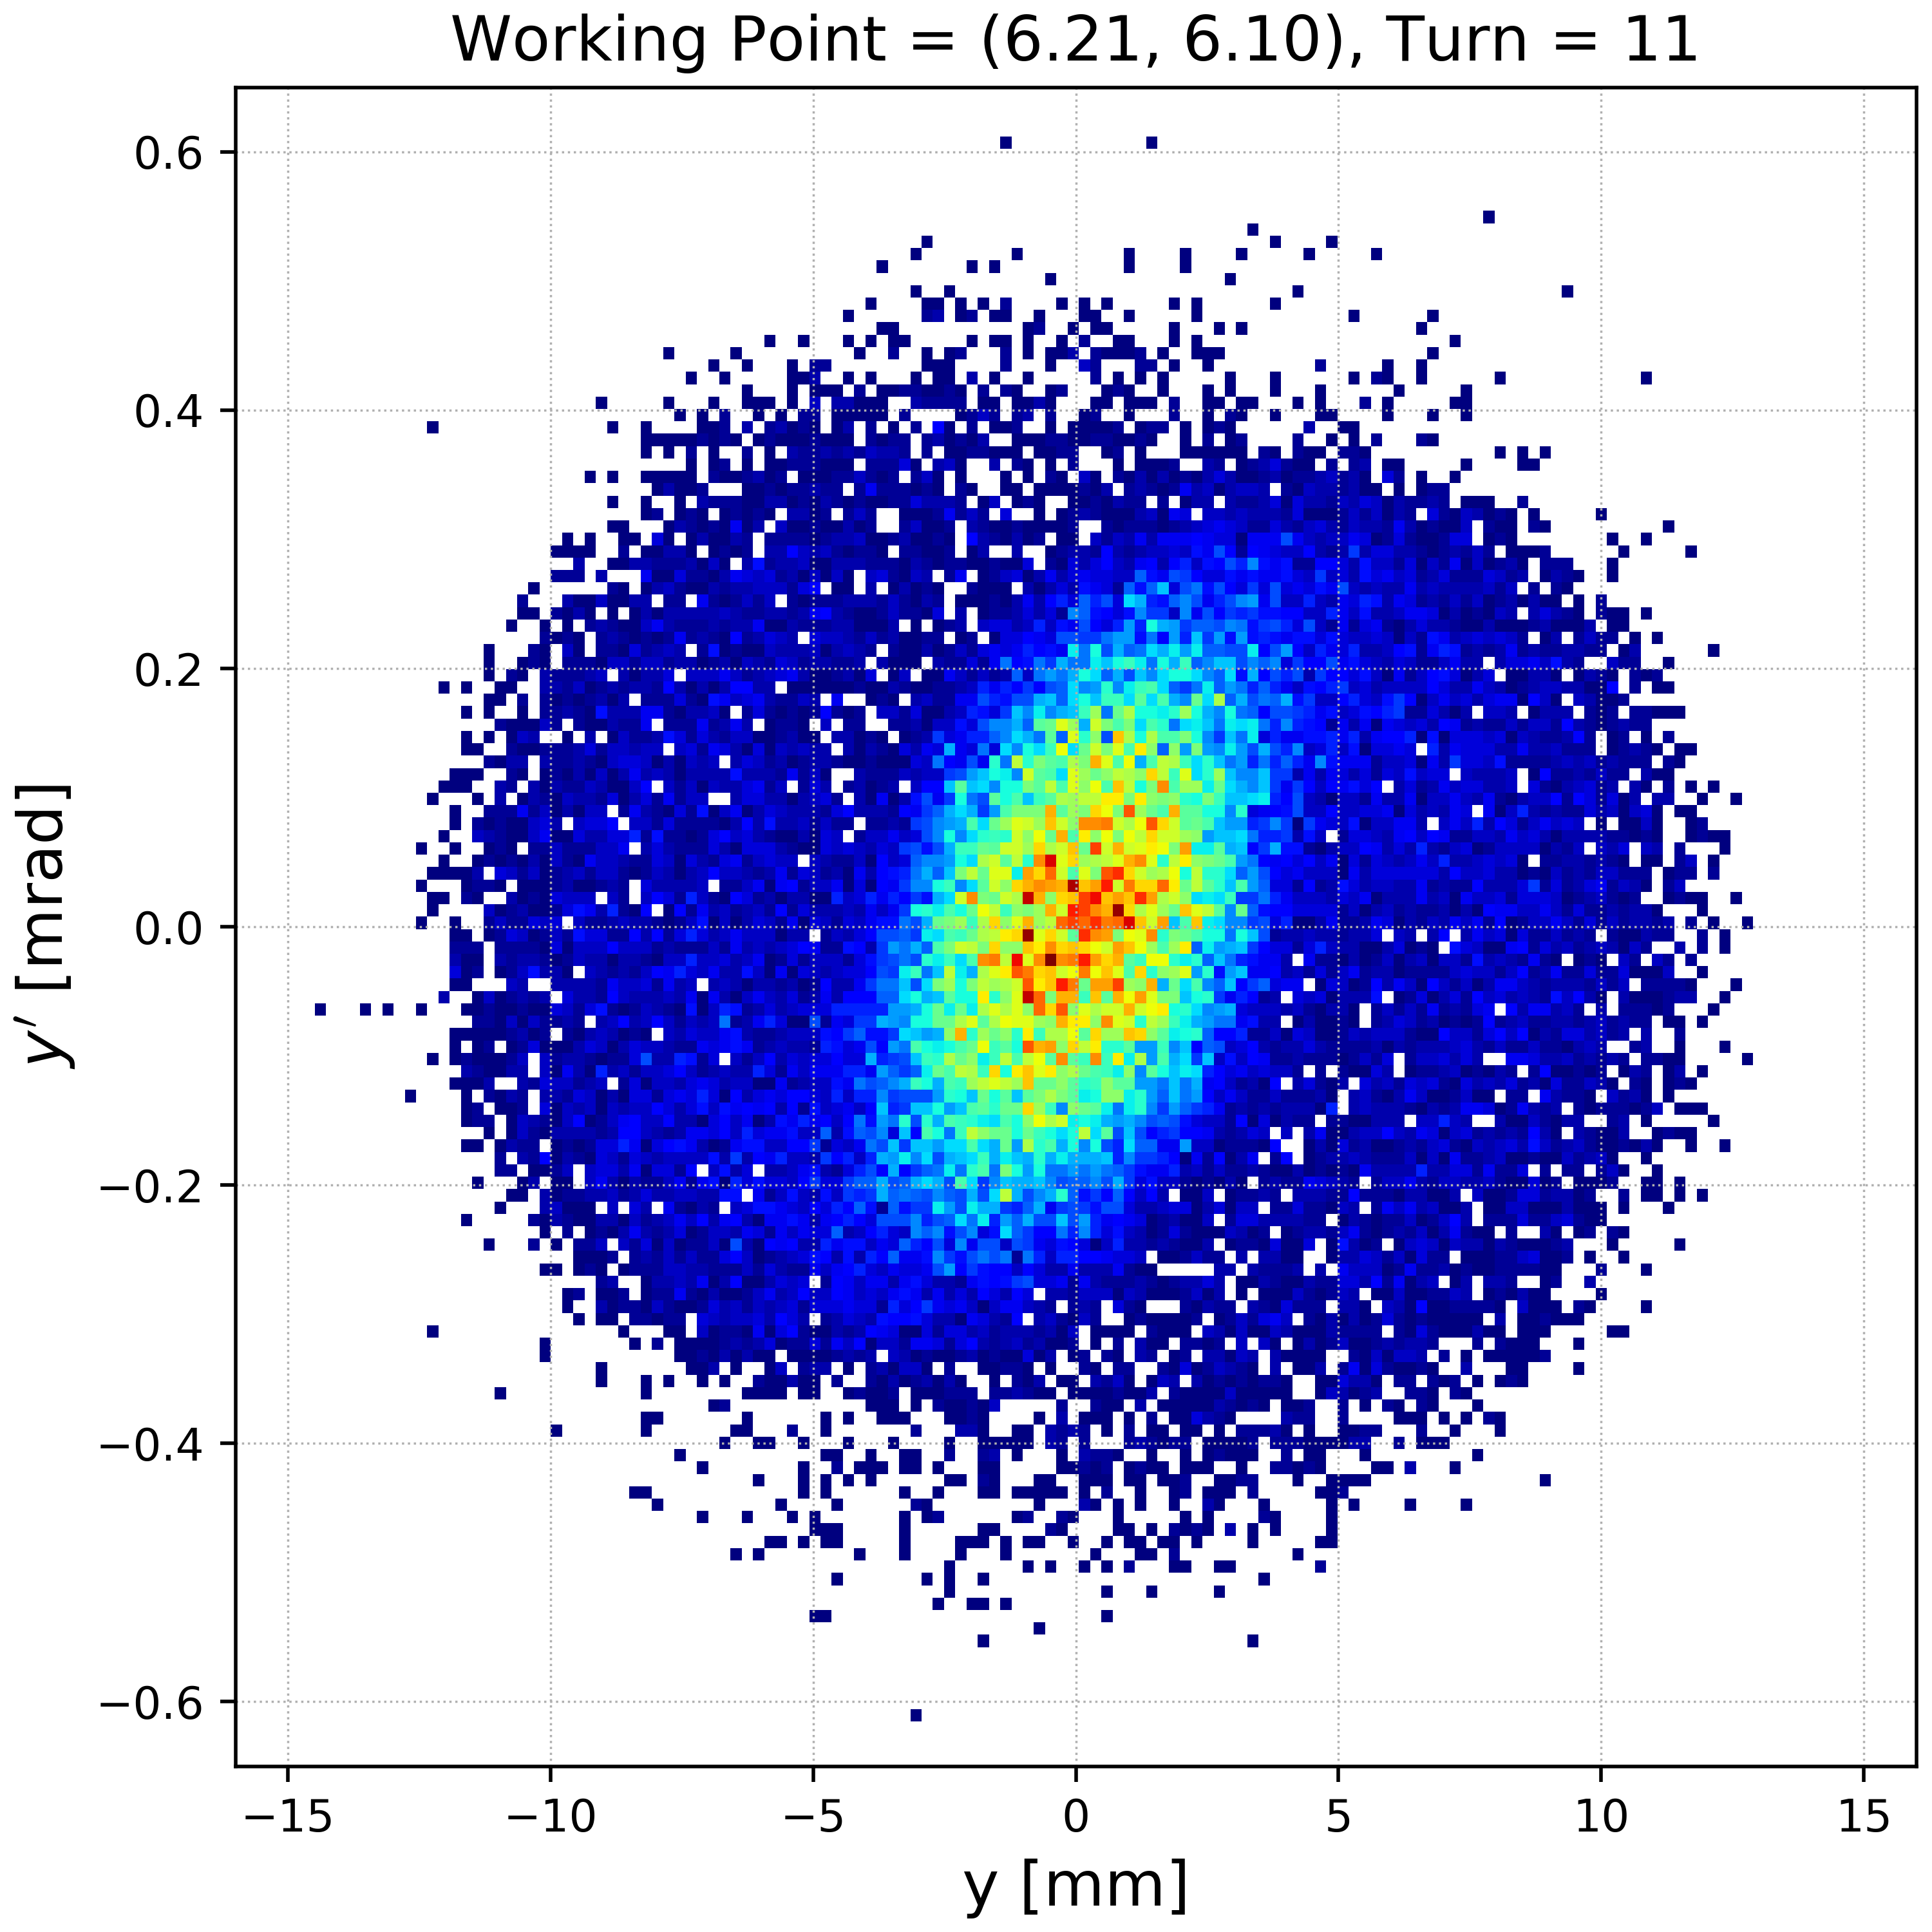 Working Point = (6.21, 6.10), Turn = 11
0.6
0.4
0.2
0.0
−0.2
−0.4
−0.6
y′ [mrad]
−15 −10 −5 0 5 10 15
y [mm]